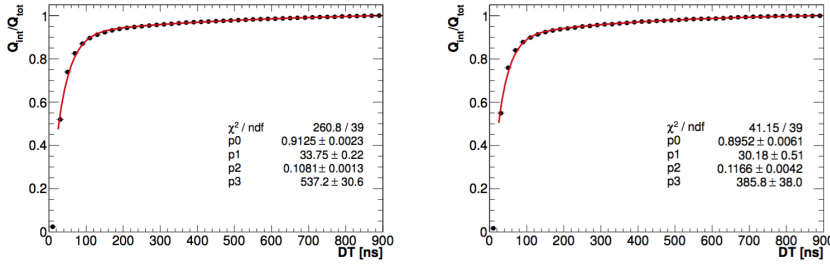 Qint/Qtot
1
0.8
0.6
0.4
0.2
0
χ² / ndf 260.8 / 39
p0 0.9125 ± 0.0023
p1 33.75 ± 0.22
p2 0.1081 ± 0.0013
p3 537.2 ± 30.6
0 100 200 300 400 500 600 700 800 900
DT [ns]
Qint/Qtot
1
0.8
0.6
0.4
0.2
0
χ² / ndf 41.15 / 39
p0 0.8952 ± 0.0061
p1 30.18 ± 0.51
p2 0.1166 ± 0.0042
p3 385.8 ± 38.0
0 100 200 300 400 500 600 700 800 900
DT [ns]